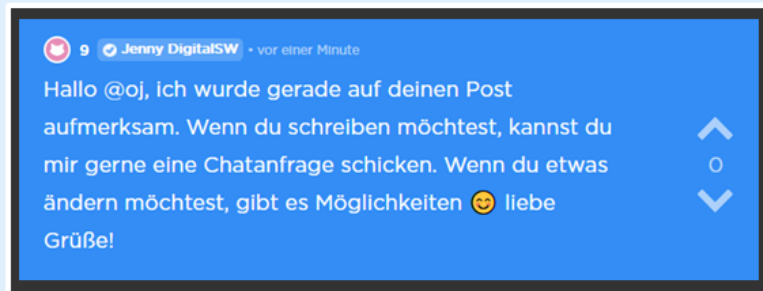 9 Jenny DigitalSW • vor einer Minute
Hallo @oj, ich wurde gerade auf deinen Post
aufmerksam. Wenn du schreiben möchtest, kannst du
mir gerne eine Chatanfrage schicken. Wenn du etwas
ändern möchtest, gibt es Möglichkeiten 😊 liebe
Grüße!
0